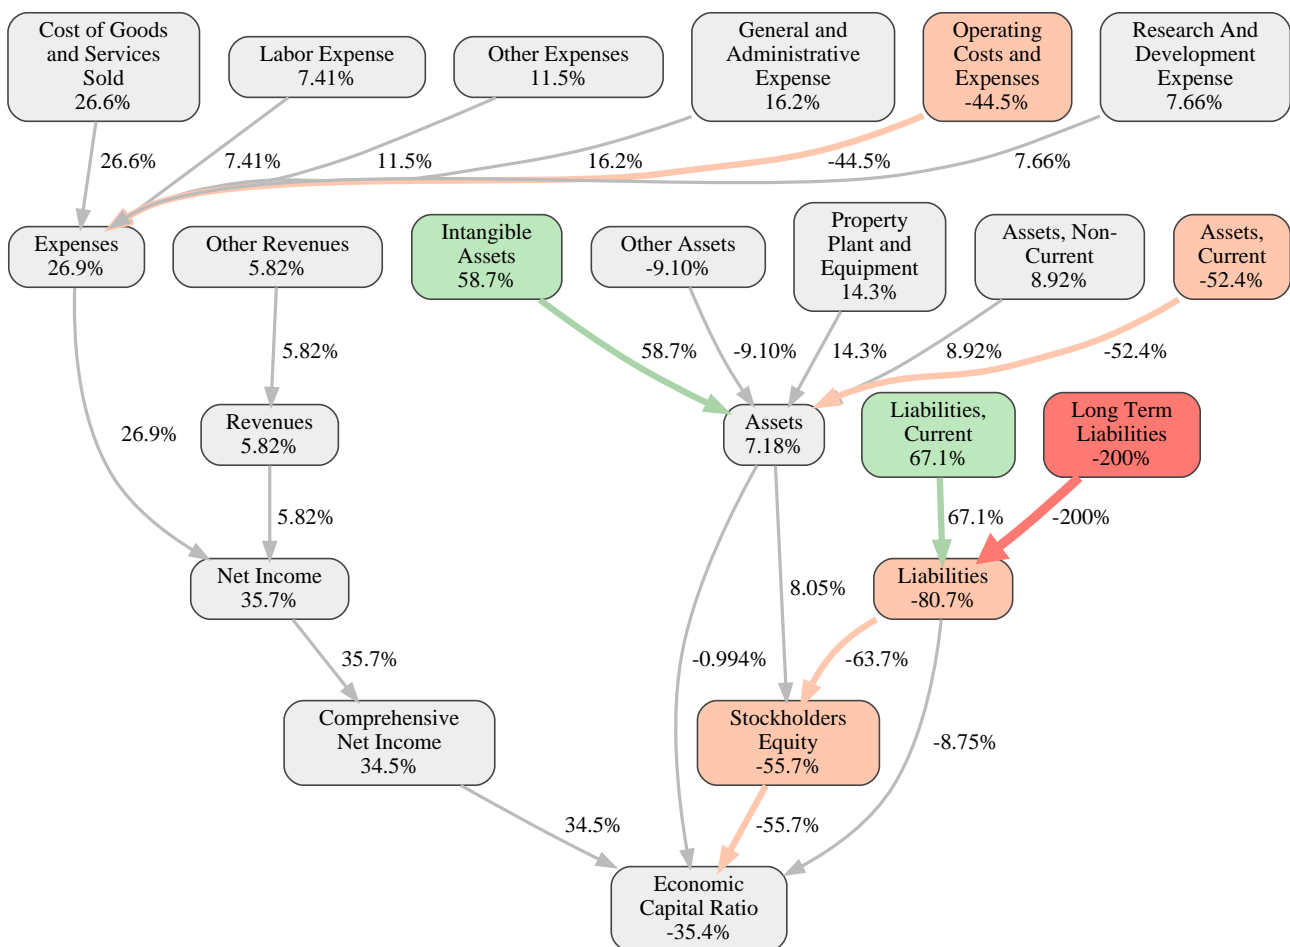 Cost of Goods
and Services
Sold
26.6%
Labor Expense
7.41%
Other Expenses
11.5%
General and
Administrative
Expense
16.2%
Operating
Costs and
Expenses
-44.5%
Research And
Development
Expense
7.66%
26.6%
7.41%
11.5%
16.2%
-44.5%
7.66%
Expenses
26.9%
Other Revenues
5.82%
Intangible
Assets
58.7%
Other Assets
-9.10%
Property
Plant and
Equipment
14.3%
Assets, Non-
Current
8.92%
Assets,
Current
-52.4%
5.82%
58.7%
-9.10%
14.3%
8.92%
-52.4%
26.9%
Revenues
5.82%
Assets
7.18%
Liabilities,
Current
67.1%
Long Term
Liabilities
-200%
5.82%
67.1%
-200%
Net Income
35.7%
8.05%
Liabilities
-80.7%
35.7%
-0.994%
-63.7%
Comprehensive
Net Income
34.5%
Stockholders
Equity
-55.7%
-8.75%
34.5%
-55.7%
Economic
Capital Ratio
-35.4%